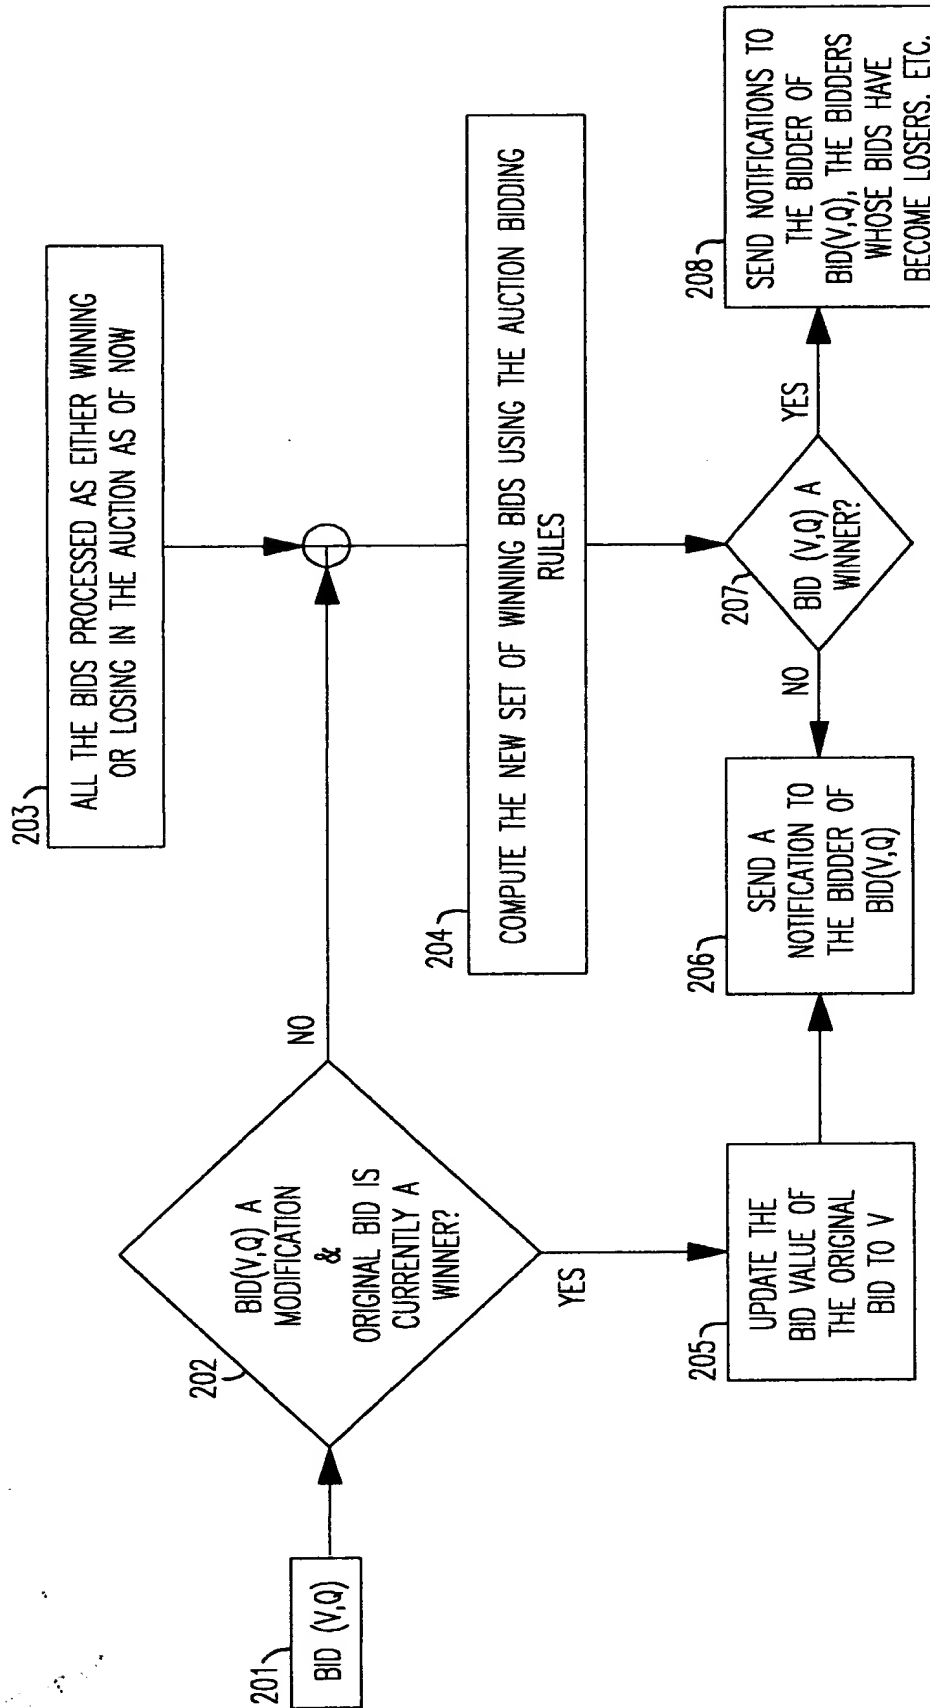 201
BID (V,Q)
202
BID(V,Q) A
MODIFICATION
&
ORIGINAL BID IS
CURRENTLY A
WINNER?
NO
YES
203
ALL THE BIDS PROCESSED AS EITHER WINNING
OR LOSING IN THE AUCTION AS OF NOW
204
COMPUTE THE NEW SET OF WINNING BIDS USING THE AUCTION BIDDING
RULES
205
UPDATE THE
BID VALUE OF
THE ORIGINAL
BID TO V
206
SEND A
NOTIFICATION TO
THE BIDDER OF
BID(V,Q)
NO
207
BID (V,Q) A
WINNER?
YES
208
SEND NOTIFICATIONS TO
THE BIDDER OF
BID(V,Q), THE BIDDERS
WHOSE BIDS HAVE
BECOME LOSERS, ETC.